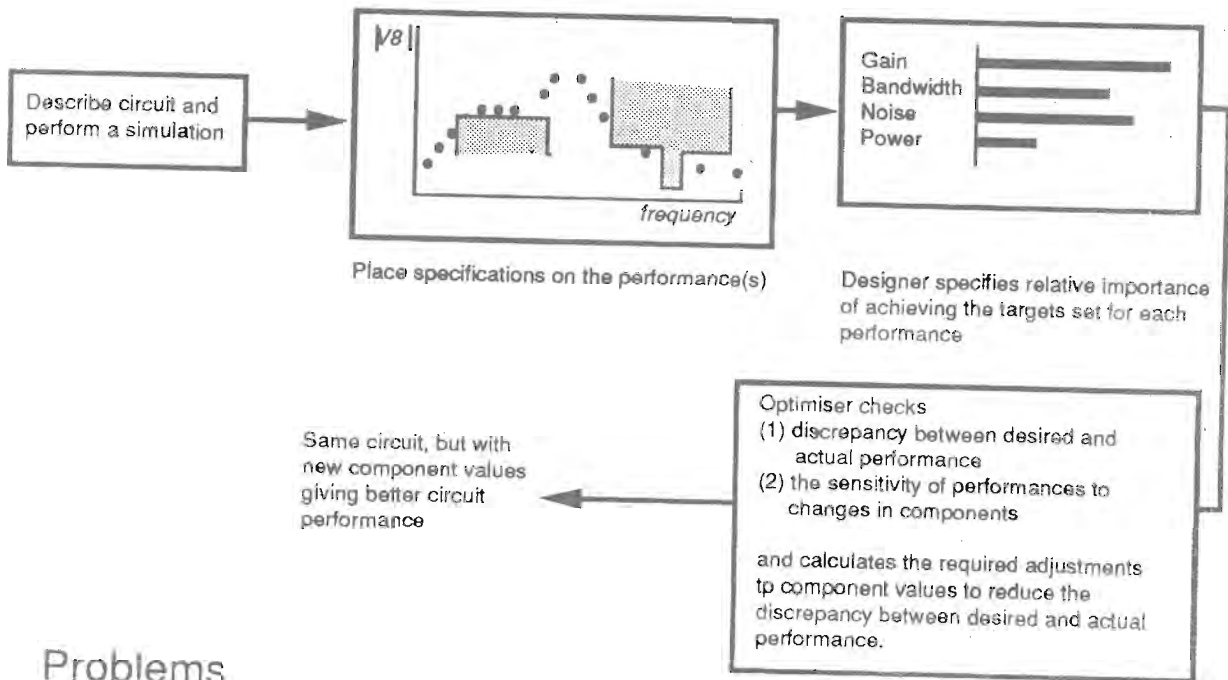 Describe circuit and
perform a simulation
|V8|
frequency
Place specifications on the performance(s)
Gain
Bandwidth
Noise
Power
Designer specifies relative importance
of achieving the targets set for each
performance
Optimiser checks
(1) discrepancy between desired and
actual performance
(2) the sensitivity of performances to
changes in components
and calculates the required adjustments
tp component values to reduce the
discrepancy between desired and actual
performance.
Same circuit, but with
new component values
giving better circuit
performance
Problems